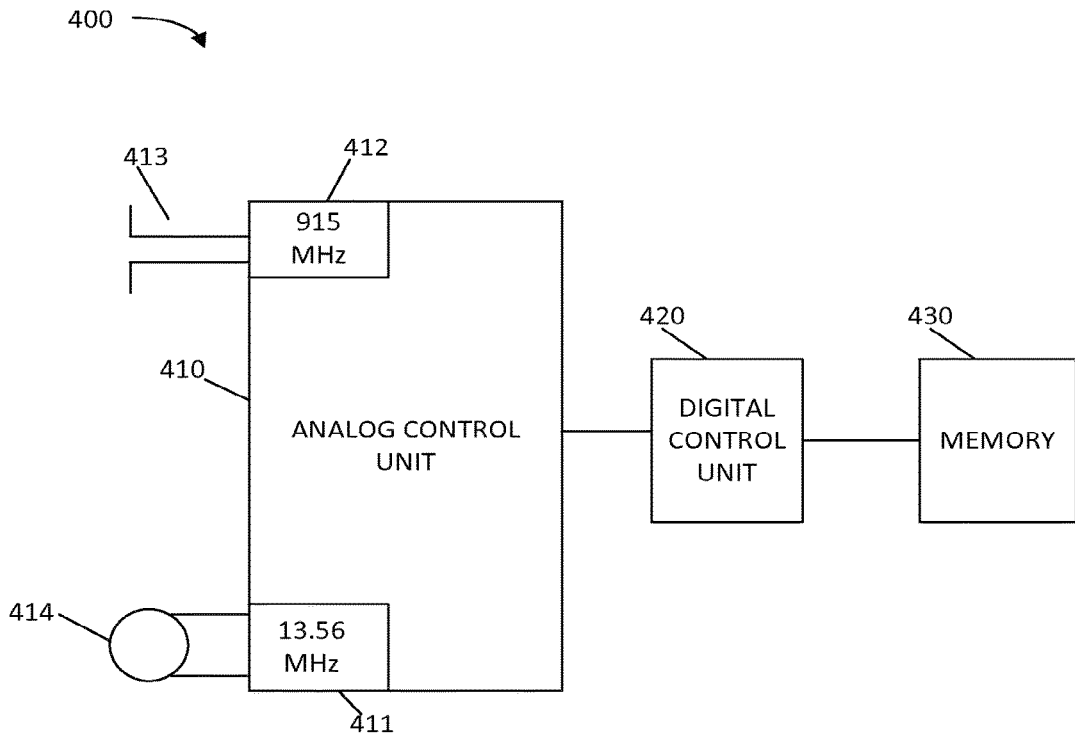 400
413
412
915
MHz
410
ANALOG CONTROL
UNIT
420
DIGITAL
CONTROL
UNIT
430
MEMORY
414
13.56
MHz
411